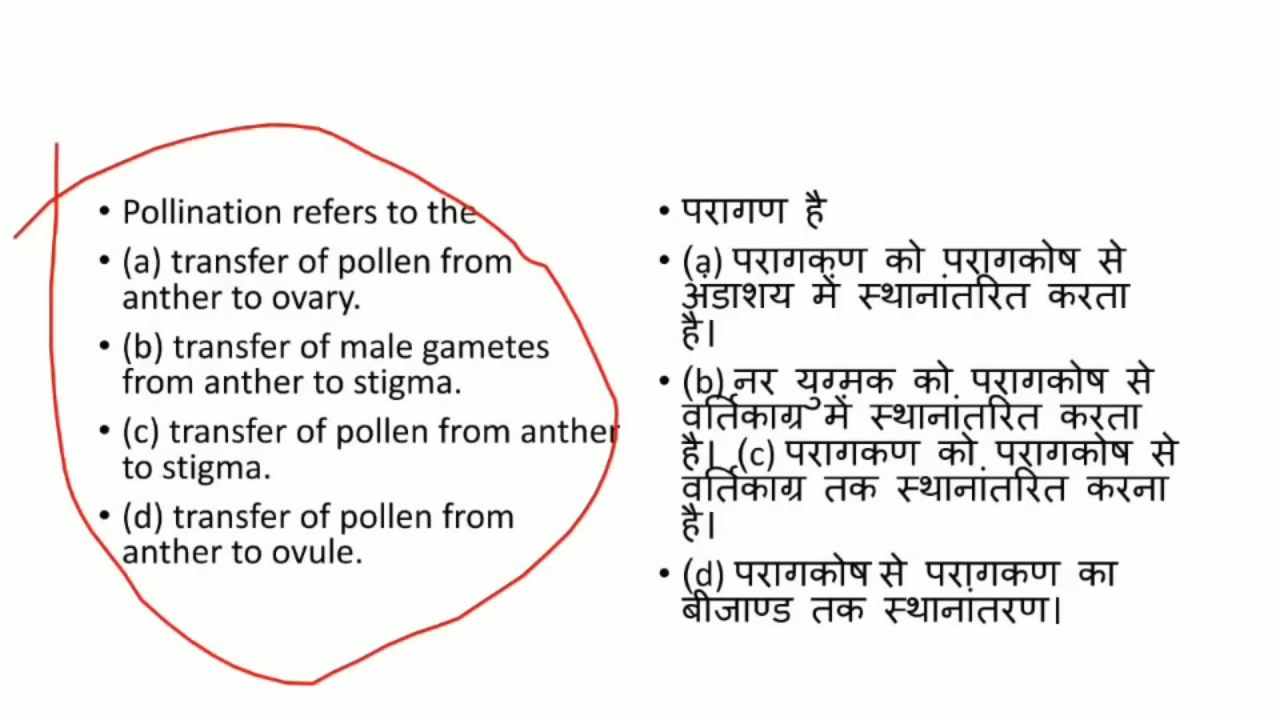 • Pollination refers to the
• (a) transfer of pollen from
anther to ovary.
• (b) transfer of male gametes
from anther to stigma.
• (c) transfer of pollen from anther
to stigma.
• (d) transfer of pollen from
anther to ovule.
• परागण है
• (a) परागकण को परागकोष से
अंडाशय में स्थानांतरित करता
है।
• (b) नर युग्मक को परागकोष से
वर्तिकाग्र में स्थानांतरित करता
है। (c) परागकण को परागकोष से
वर्तिकाग्र तक स्थानांतरित करना
है।
• (d) परागकोष से परागकण का
बीजाण्ड तक स्थानांतरण।